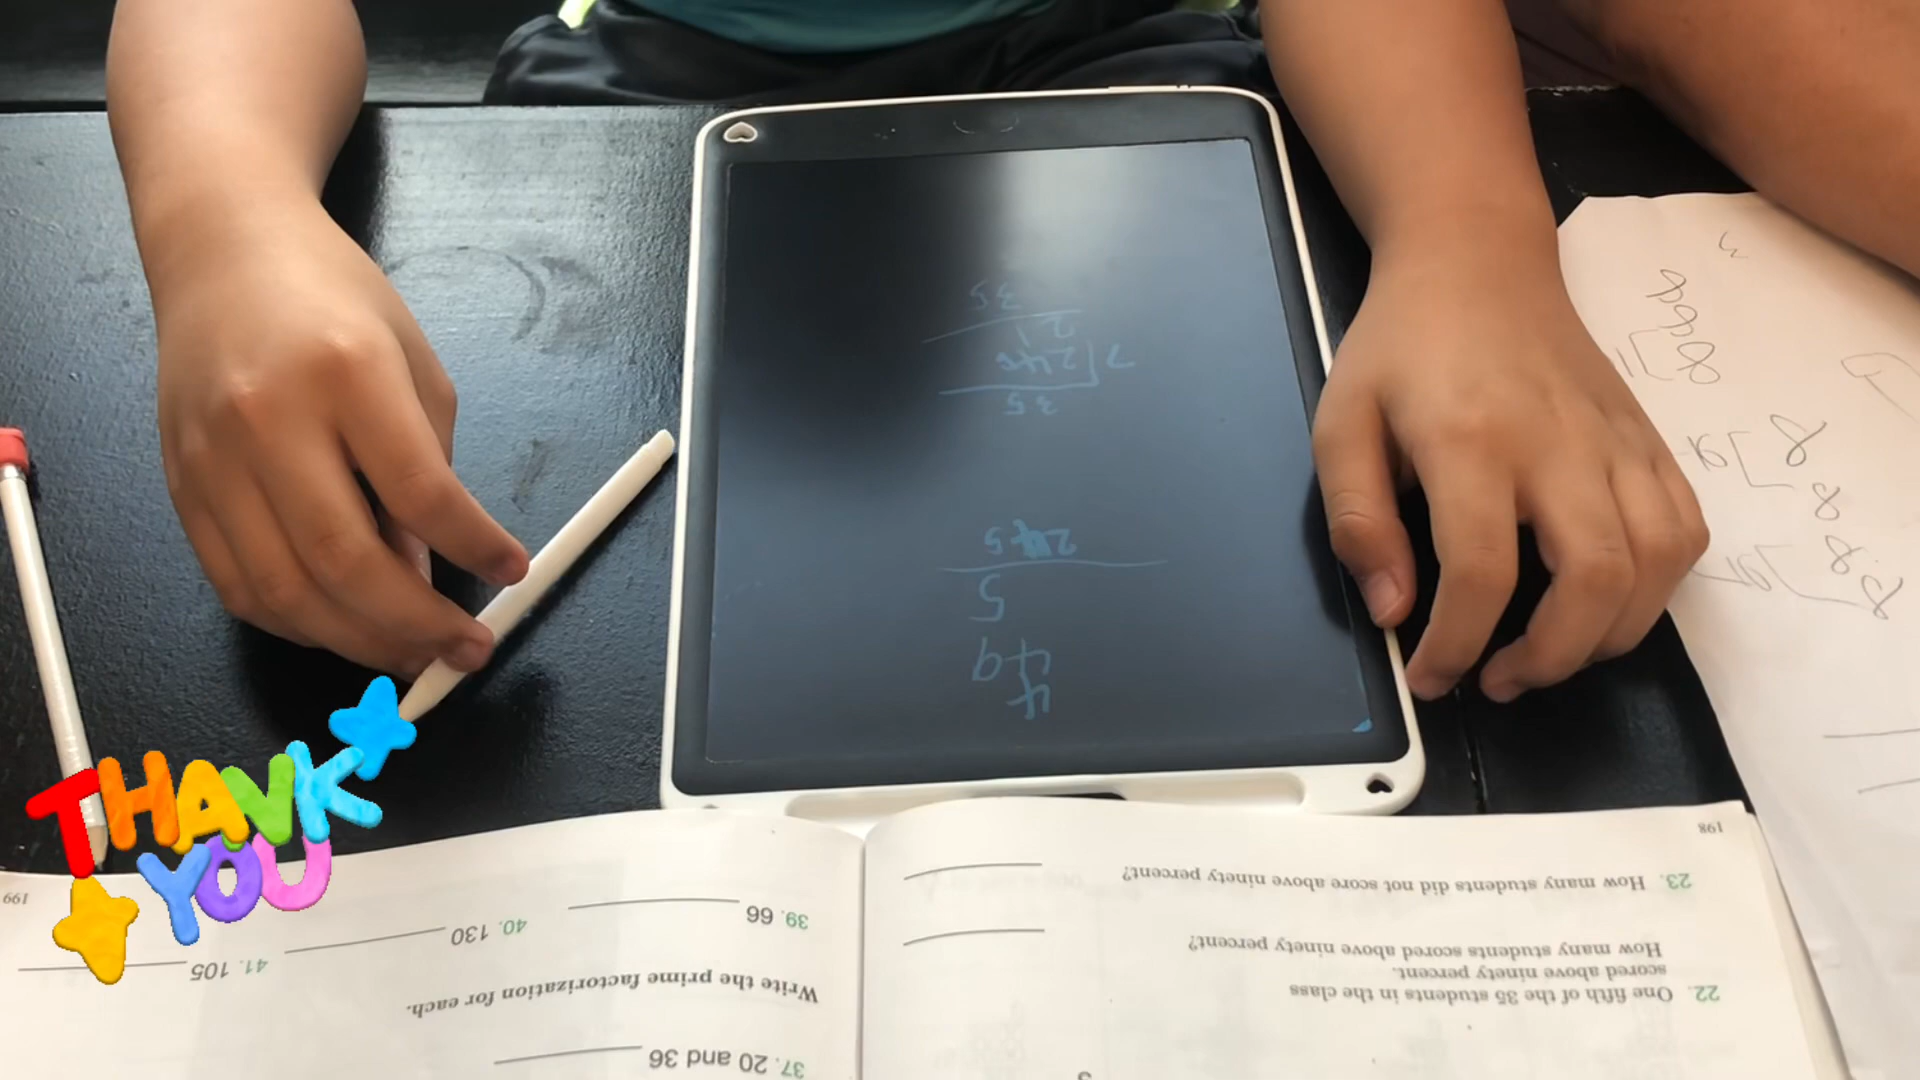 THANK
YOU
4
49
5
245
35
7 245
21
35
198
22. One fifth of the 35 students in the class
scored above ninety percent.
How many students scored above ninety percent?
23. How many students did not score above ninety percent?
199
37. 20 and 36
Write the prime factorization for each.
39. 66
40. 130
41. 105